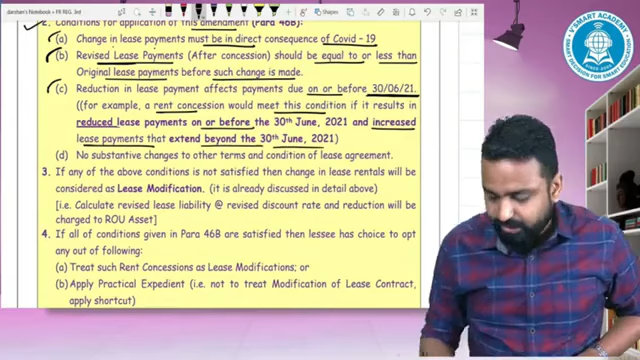 darshan's Notebook - FR REG. 3rd
2. Conditions for application of this amendment (Para 46B)
(a) Change in lease payments must be in direct consequence of Covid - 19
(b) Revised Lease Payments (After concession) should be equal to or less than
Original lease payments before such change is made.
(c) Reduction in lease payment affects payments due on or before 30/06/21.
((for example, a rent concession would meet this condition if it results in
reduced lease payments on or before the 30th June, 2021 and increased
lease payments that extend beyond the 30th June, 2021)
(d) No substantive changes to other terms and condition of lease agreement.
3. If any of the above conditions is not satisfied then change in lease rentals will be
considered as Lease Modification. (it is already discussed in detail above)
[i.e. Calculate revised lease liability @ revised discount rate and reduction will be
charged to ROU Asset]
4. If all of conditions given in Para 46B are satisfied then lessee has choice to opt
any out of following:
(a) Treat such Rent Concessions as Lease Modifications; or
(b) Apply Practical Expedient (i.e. not to treat Modification of Lease Contract,
apply shortcut)
V'SMART ACADEMY